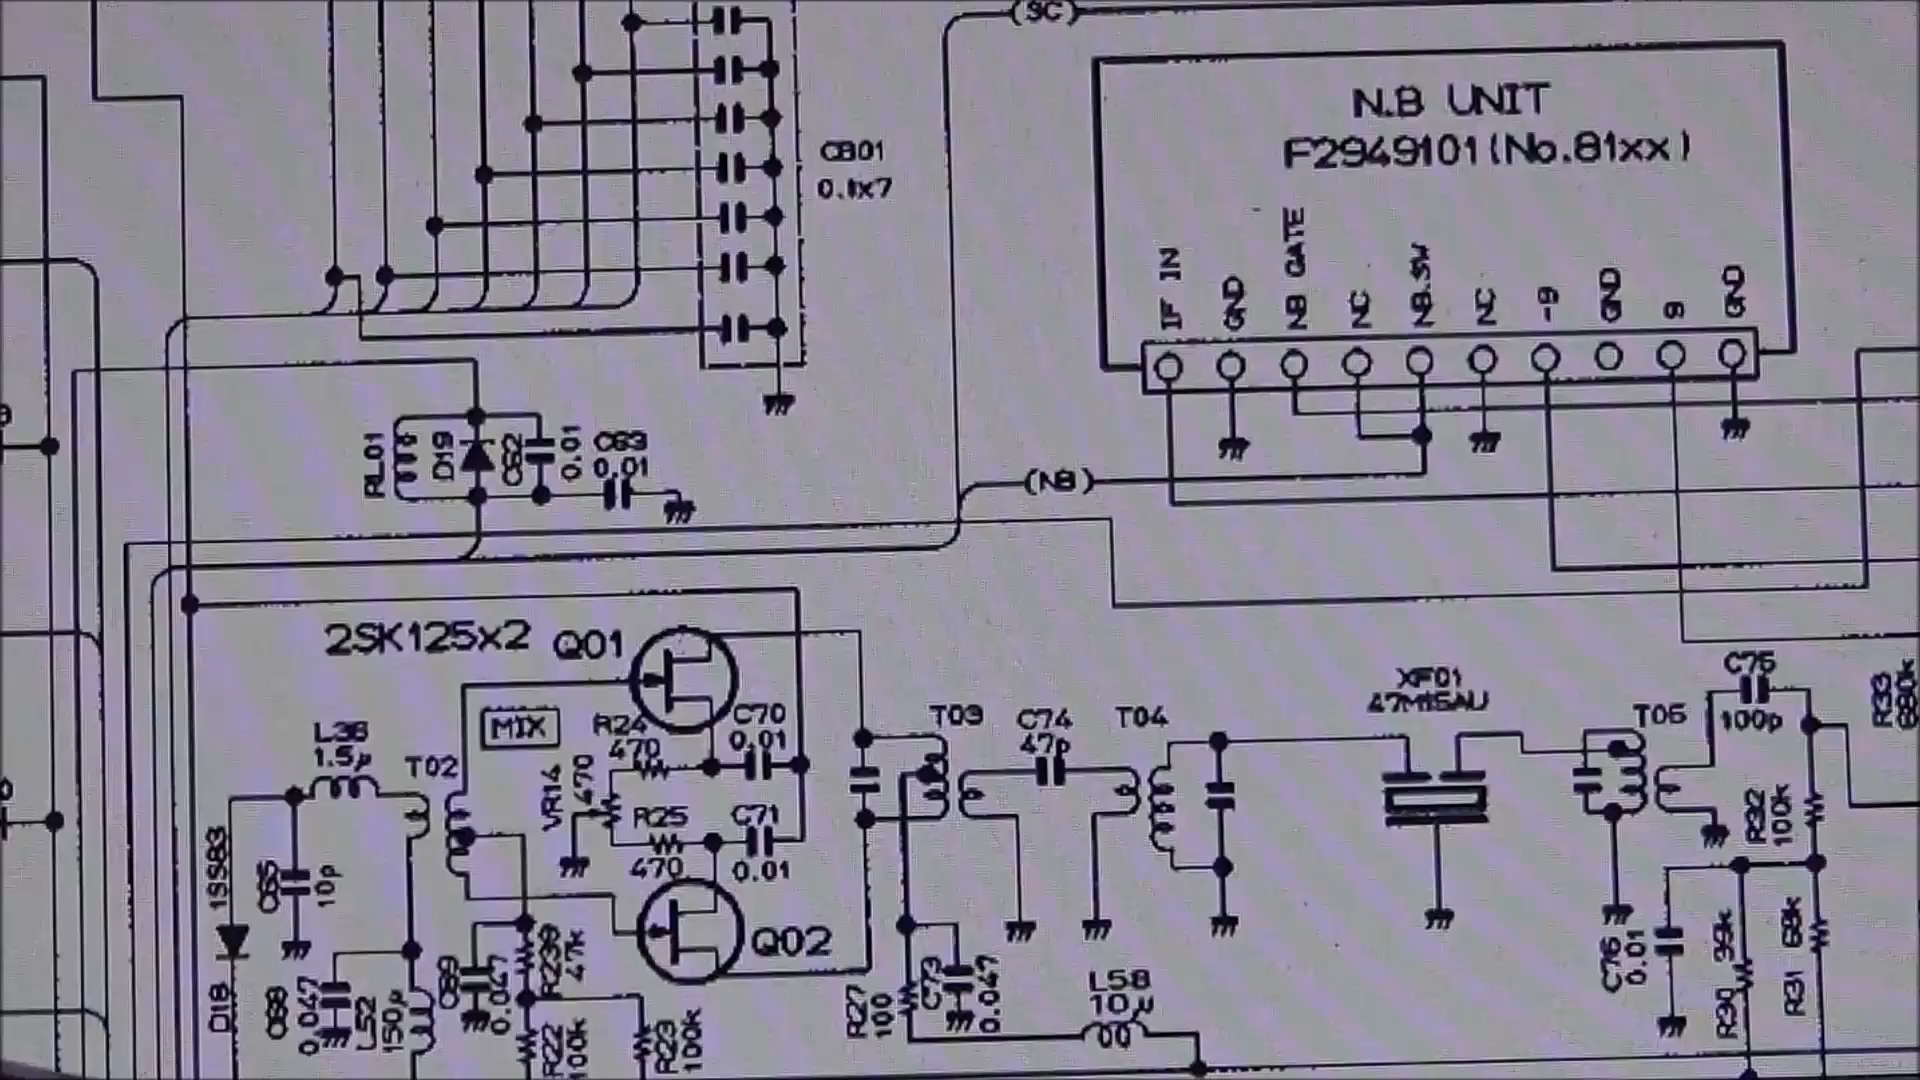 (SC)
N.B UNIT
F2949101(No.81xx)
CB01
0.1x7
IF IN
GND
NB GATE
NC
NB.SW
NC
-9
GND
9
GND
RL01
D19
C62
0.01
C63
0.01
(NB)
2SK125x2
Q01
MIX
R24
470
C70
0.01
VR14
470
R25
470
C71
0.01
Q02
L36
1.5μ
T02
1SS83
D18
C65
10p
C68
0.047
L52
150μ
C69
0.047
R239
47k
R22
100k
R23
100k
T03
C74
47p
T04
R27
100
C73
0.047
L58
10μ
XF01
47M15AU
T05
C75
100p
R33
R32
100k
C76
0.01
R30
39k
R31
68k